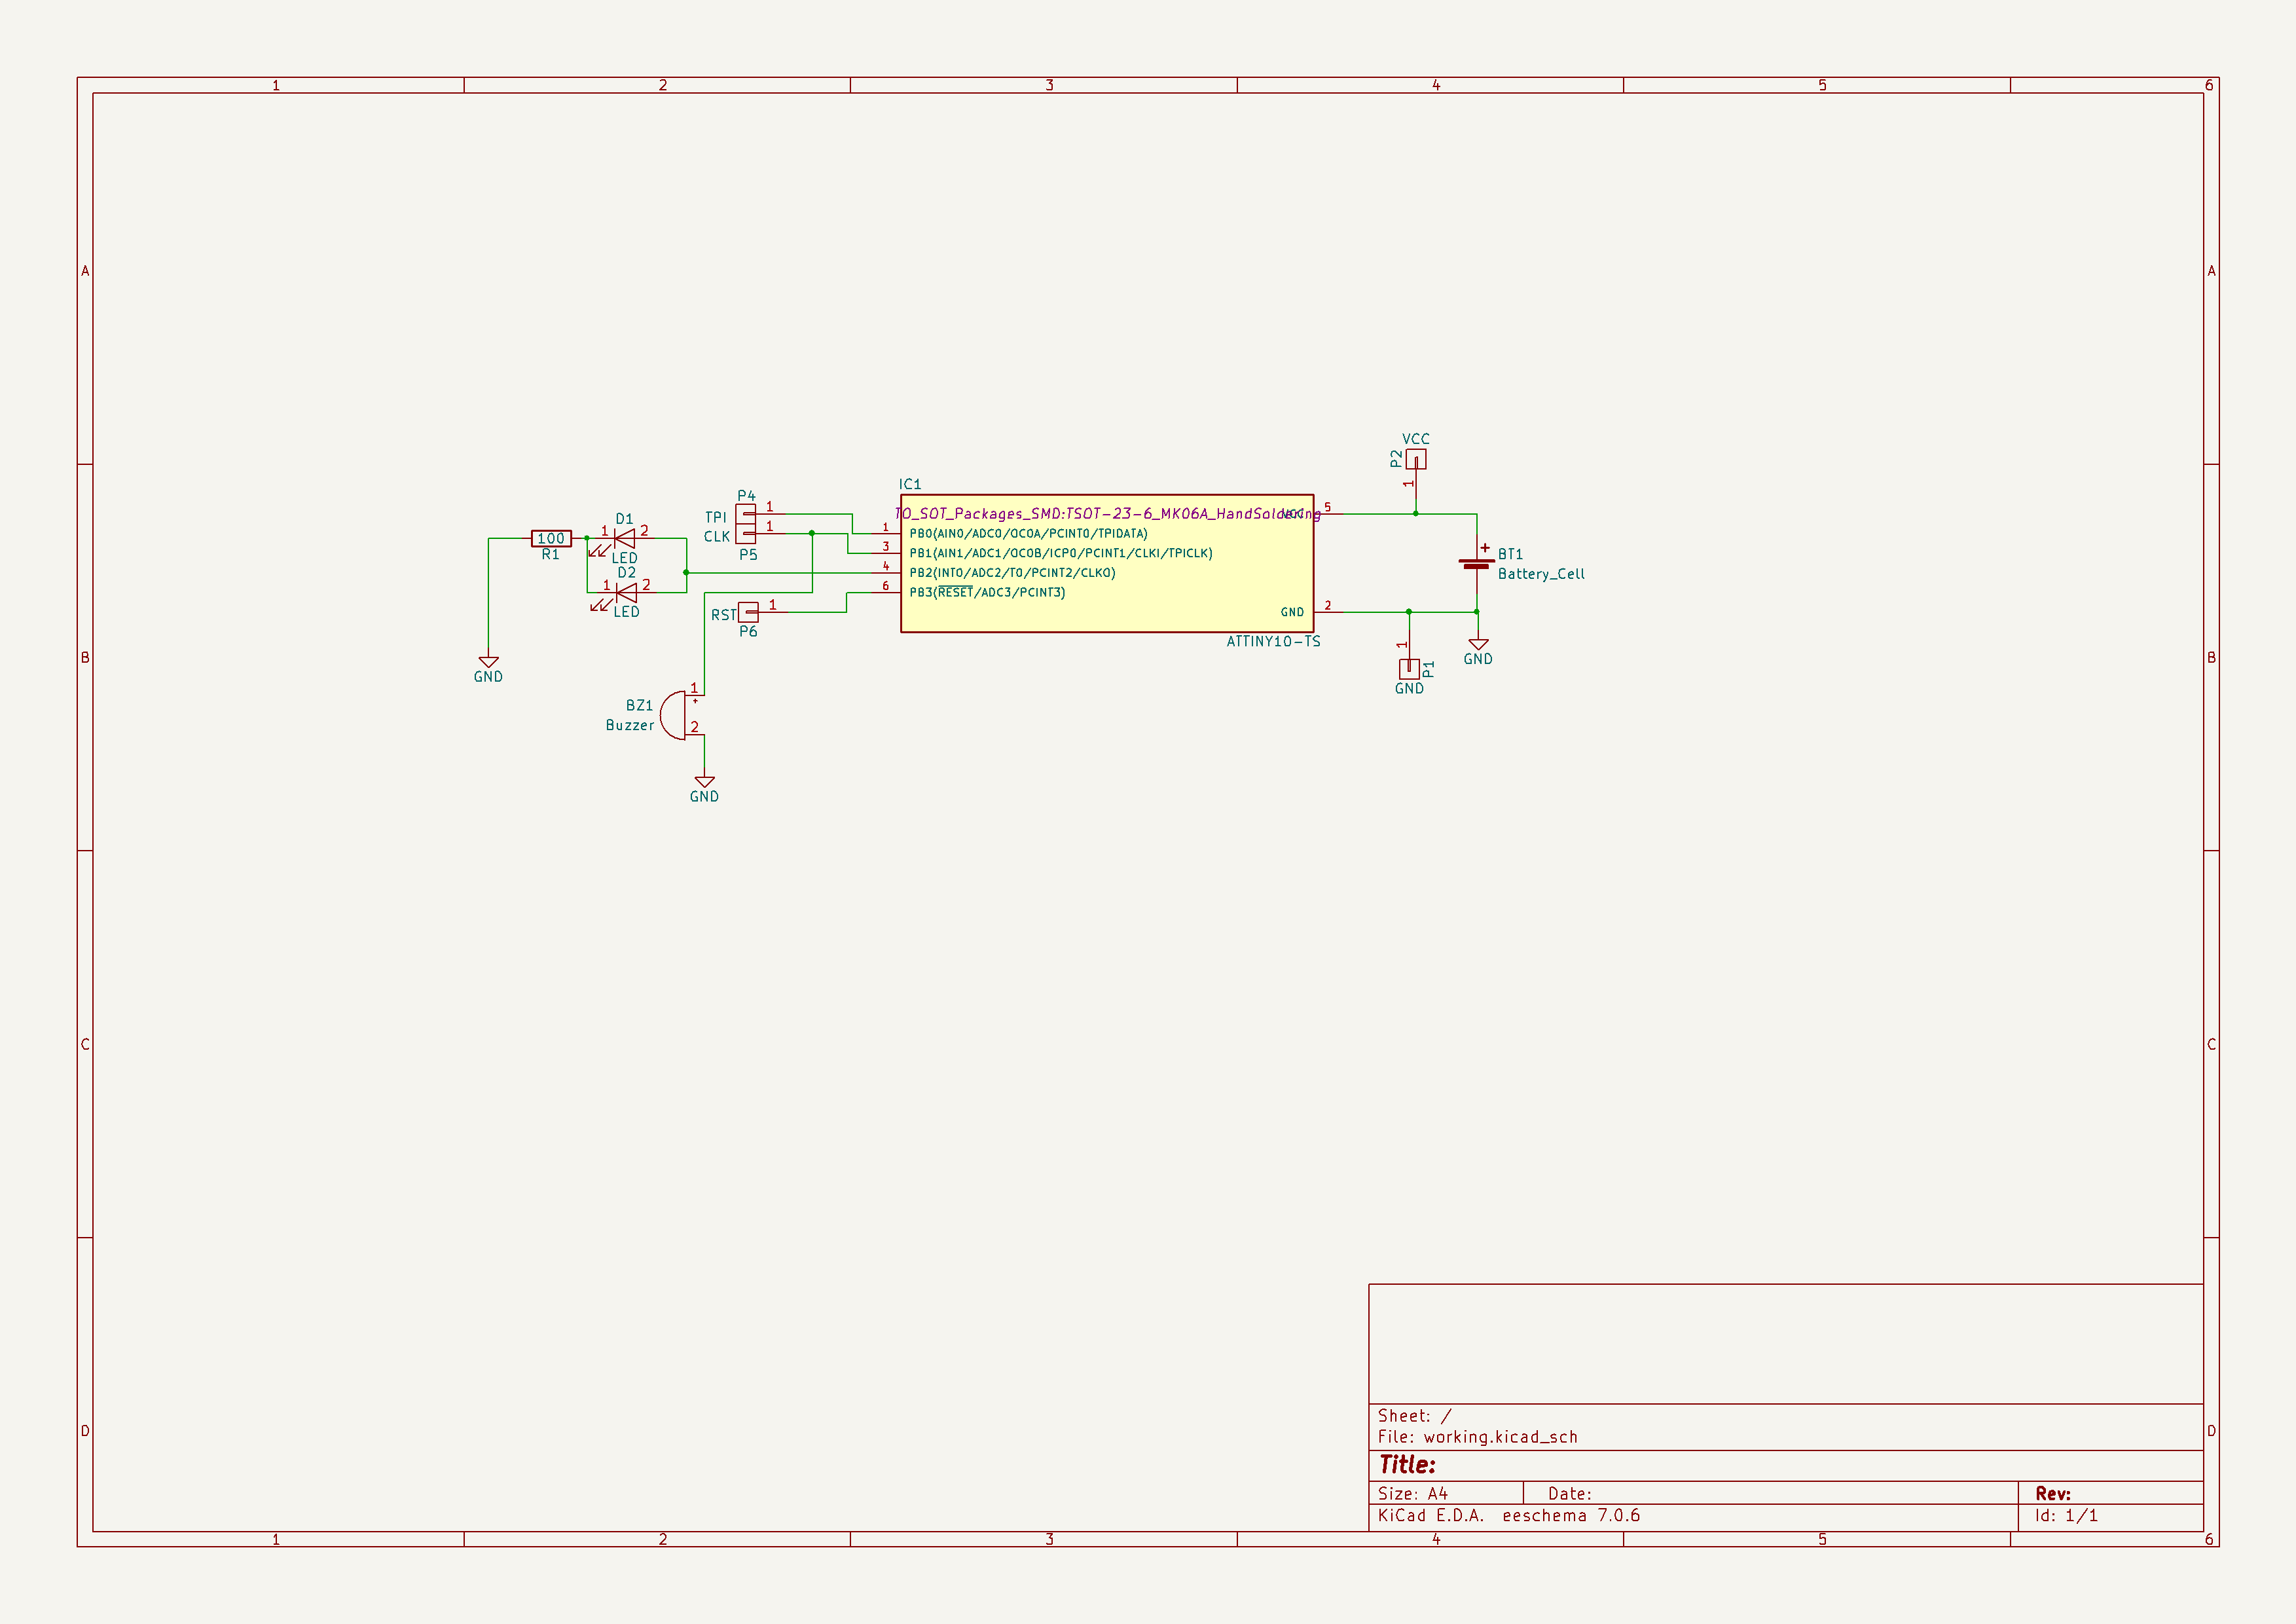 1 2 3 4 5 6
A A
VCC
P2
1
IC1
5
TO_SOT_Packages_SMD:TSOT-23-6_MK06A_HandSoldering
VCC
P4
1
TPI
1
CLK
P5
1 PB0(AIN0/ADC0/OC0A/PCINT0/TPIDATA)
3 PB1(AIN1/ADC1/OC0B/ICP0/PCINT1/CLKI/TPICLK)
4 PB2(INT0/ADC2/T0/PCINT2/CLKO)
6 PB3(RESET/ADC3/PCINT3)
GND 2
ATTINY10-TS
D1
1 2
LED
100
R1
D2
1 2
LED
RST 1
P6
+ BT1
Battery_Cell
1
P1
GND
GND
GND
B B
BZ1
Buzzer
1
+
2
GND
C C
D D
Sheet: /
File: working.kicad_sch
Title:
Size: A4 Date: Rev:
KiCad E.D.A. eeschema 7.0.6 Id: 1/1
1 2 3 4 5 6